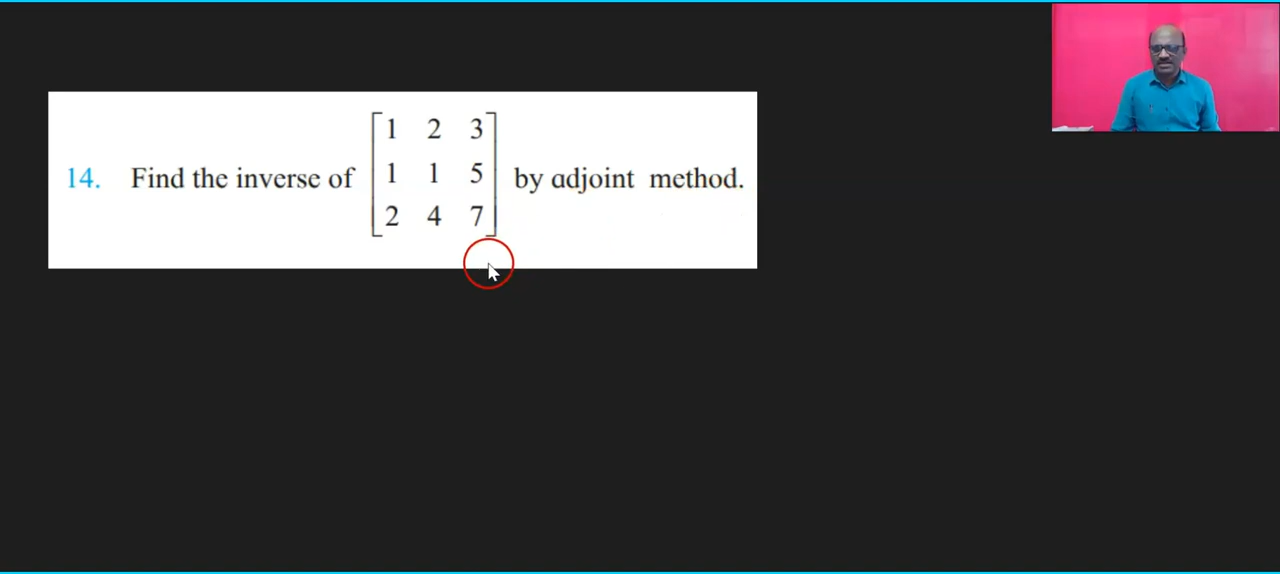 14. Find the inverse of [1 2 3
1 1 5
2 4 7] by adjoint method.